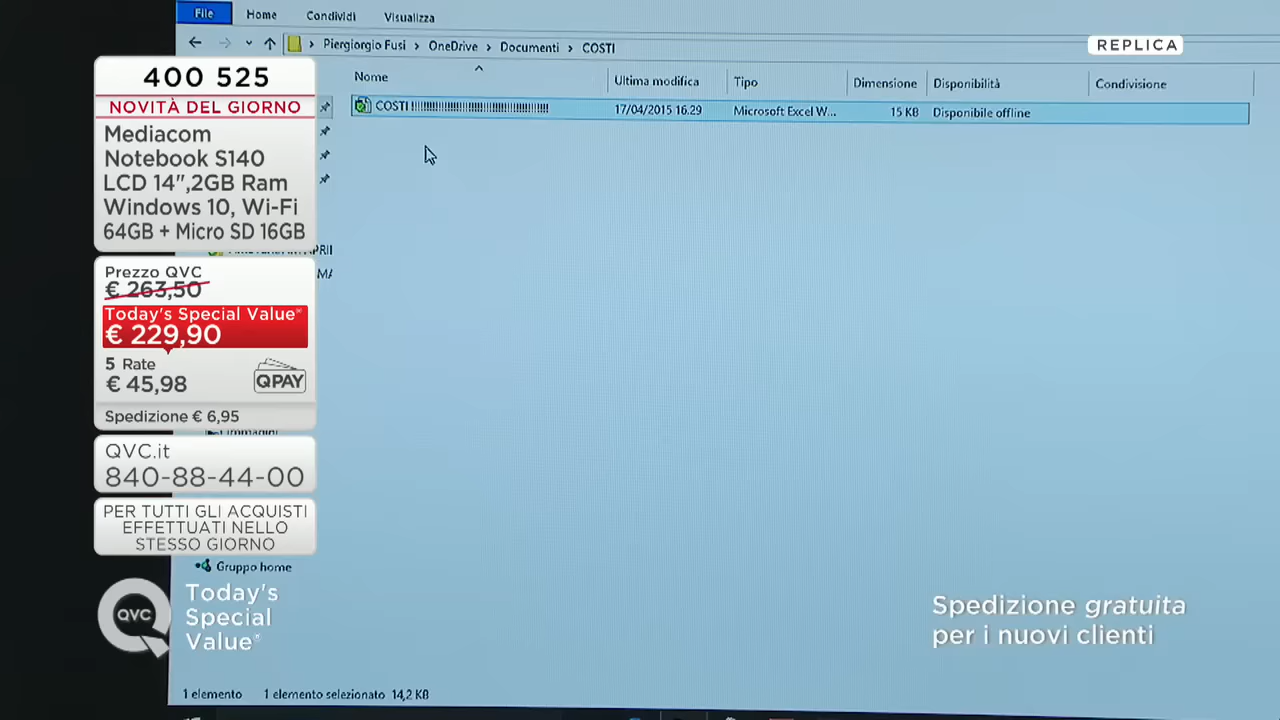 File Home Condividi Visualizza
Piergiorgio Fusi > OneDrive > Documenti > COSTI
REPLICA
Nome Ultima modifica Tipo Dimensione Disponibilità Condivisione
17/04/2015 16:29 Microsoft Excel W... 15 KB Disponibile offline
COSTI
400 525
NOVITÀ DEL GIORNO
Mediacom
Notebook S140
LCD 14",2GB Ram
Windows 10, Wi-Fi
64GB + Micro SD 16GB
Prezzo QVC
€ 263,50
Today's Special Value®
€ 229,90
5 Rate
€ 45,98
QPAY
Spedizione € 6,95
QVC.it
840-88-44-00
PER TUTTI GLI ACQUISTI
EFFETTUATI NELLO
STESSO GIORNO
Gruppo home
QVC
Today's
Special
Value®
Spedizione gratuita
per i nuovi clienti
1 elemento 1 elemento selezionato 14,2 KB